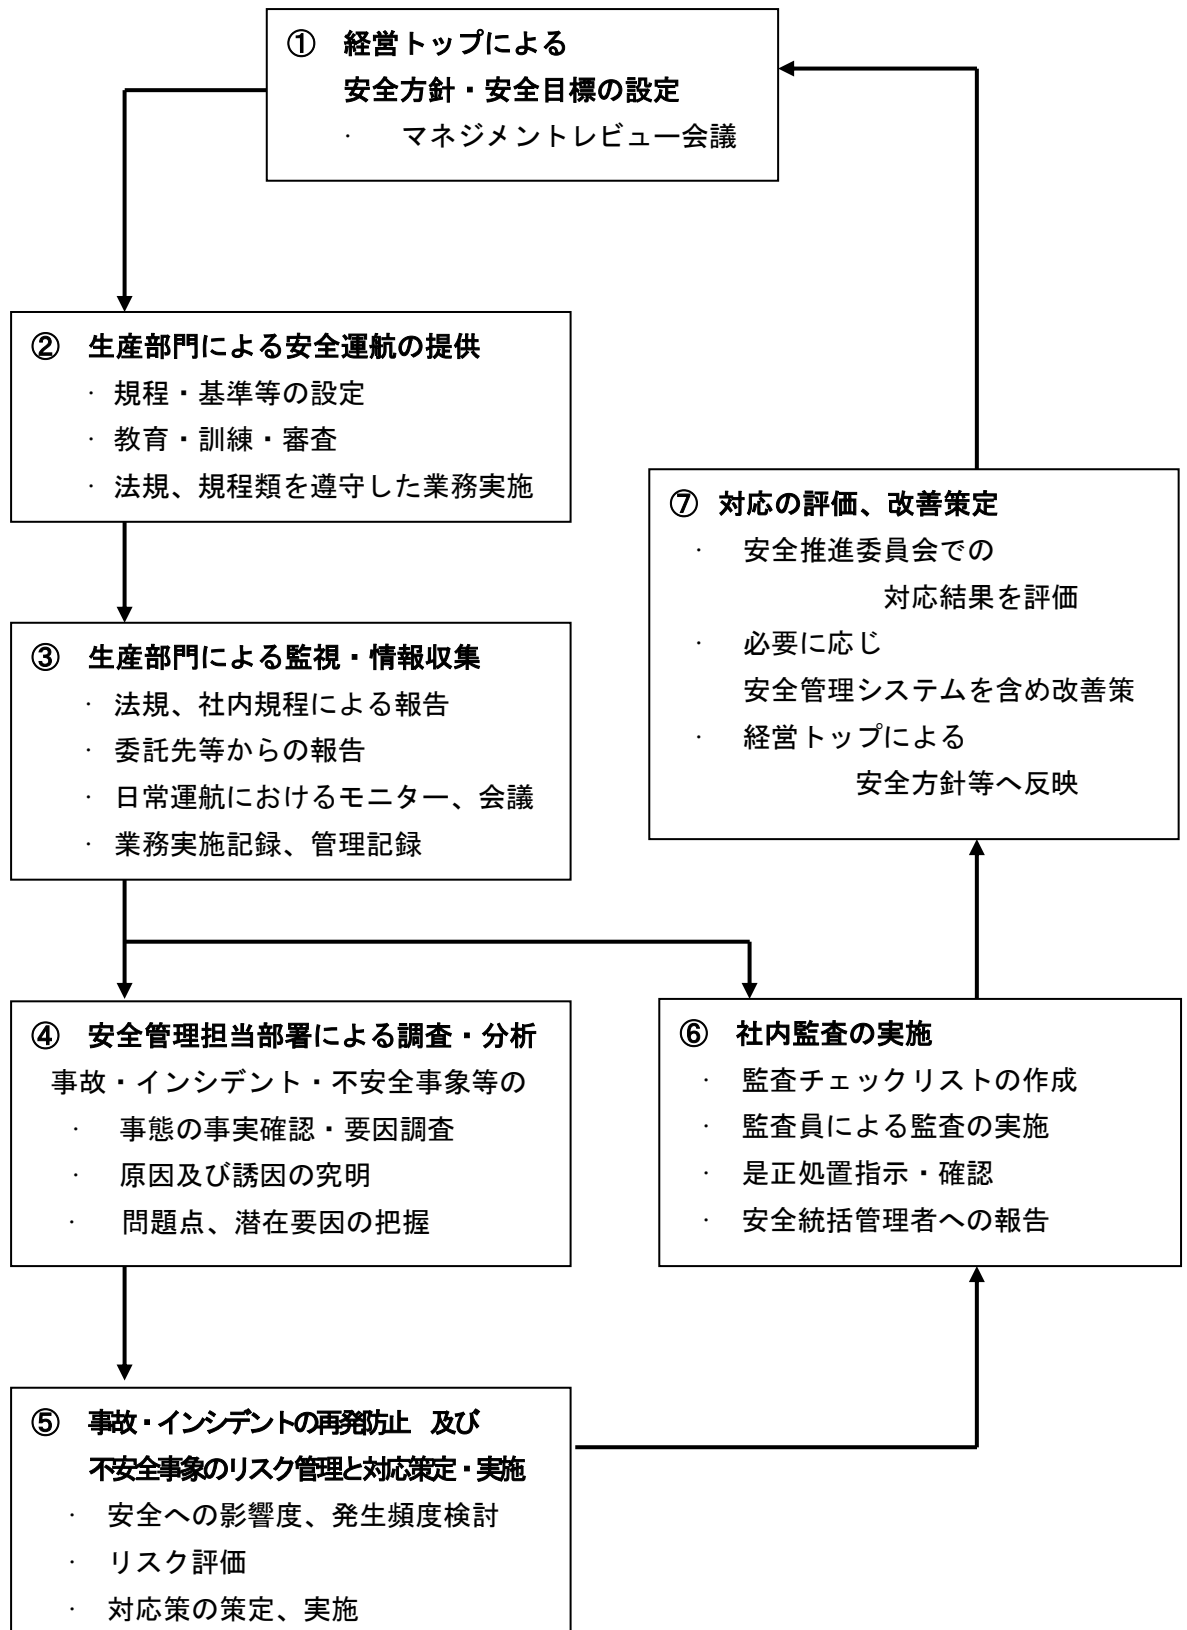 ① 経営トップによる
安全方針・安全目標の設定
・ マネジメントレビュー会議
② 生産部門による安全運航の提供
・ 規程・基準等の設定
・ 教育・訓練・審査
・ 法規、規程類を遵守した業務実施
③ 生産部門による監視・情報収集
・ 法規、社内規程による報告
・ 委託先等からの報告
・ 日常運航におけるモニター、会議
・ 業務実施記録、管理記録
④ 安全管理担当部署による調査・分析
事故・インシデント・不安全事象等の
・ 事態の事実確認・要因調査
・ 原因及び誘因の究明
・ 問題点、潜在要因の把握
⑤ 事故・インシデントの再発防止 及び
不安全事象のリスク管理と対応策定・実施
・ 安全への影響度、発生頻度検討
・ リスク評価
・ 対応策の策定、実施
⑥ 社内監査の実施
・ 監査チェックリストの作成
・ 監査員による監査の実施
・ 是正処置指示・確認
・ 安全統括管理者への報告
⑦ 対応の評価、改善策定
・ 安全推進委員会での
対応結果を評価
・ 必要に応じ
安全管理システムを含め改善策
・ 経営トップによる
安全方針等へ反映